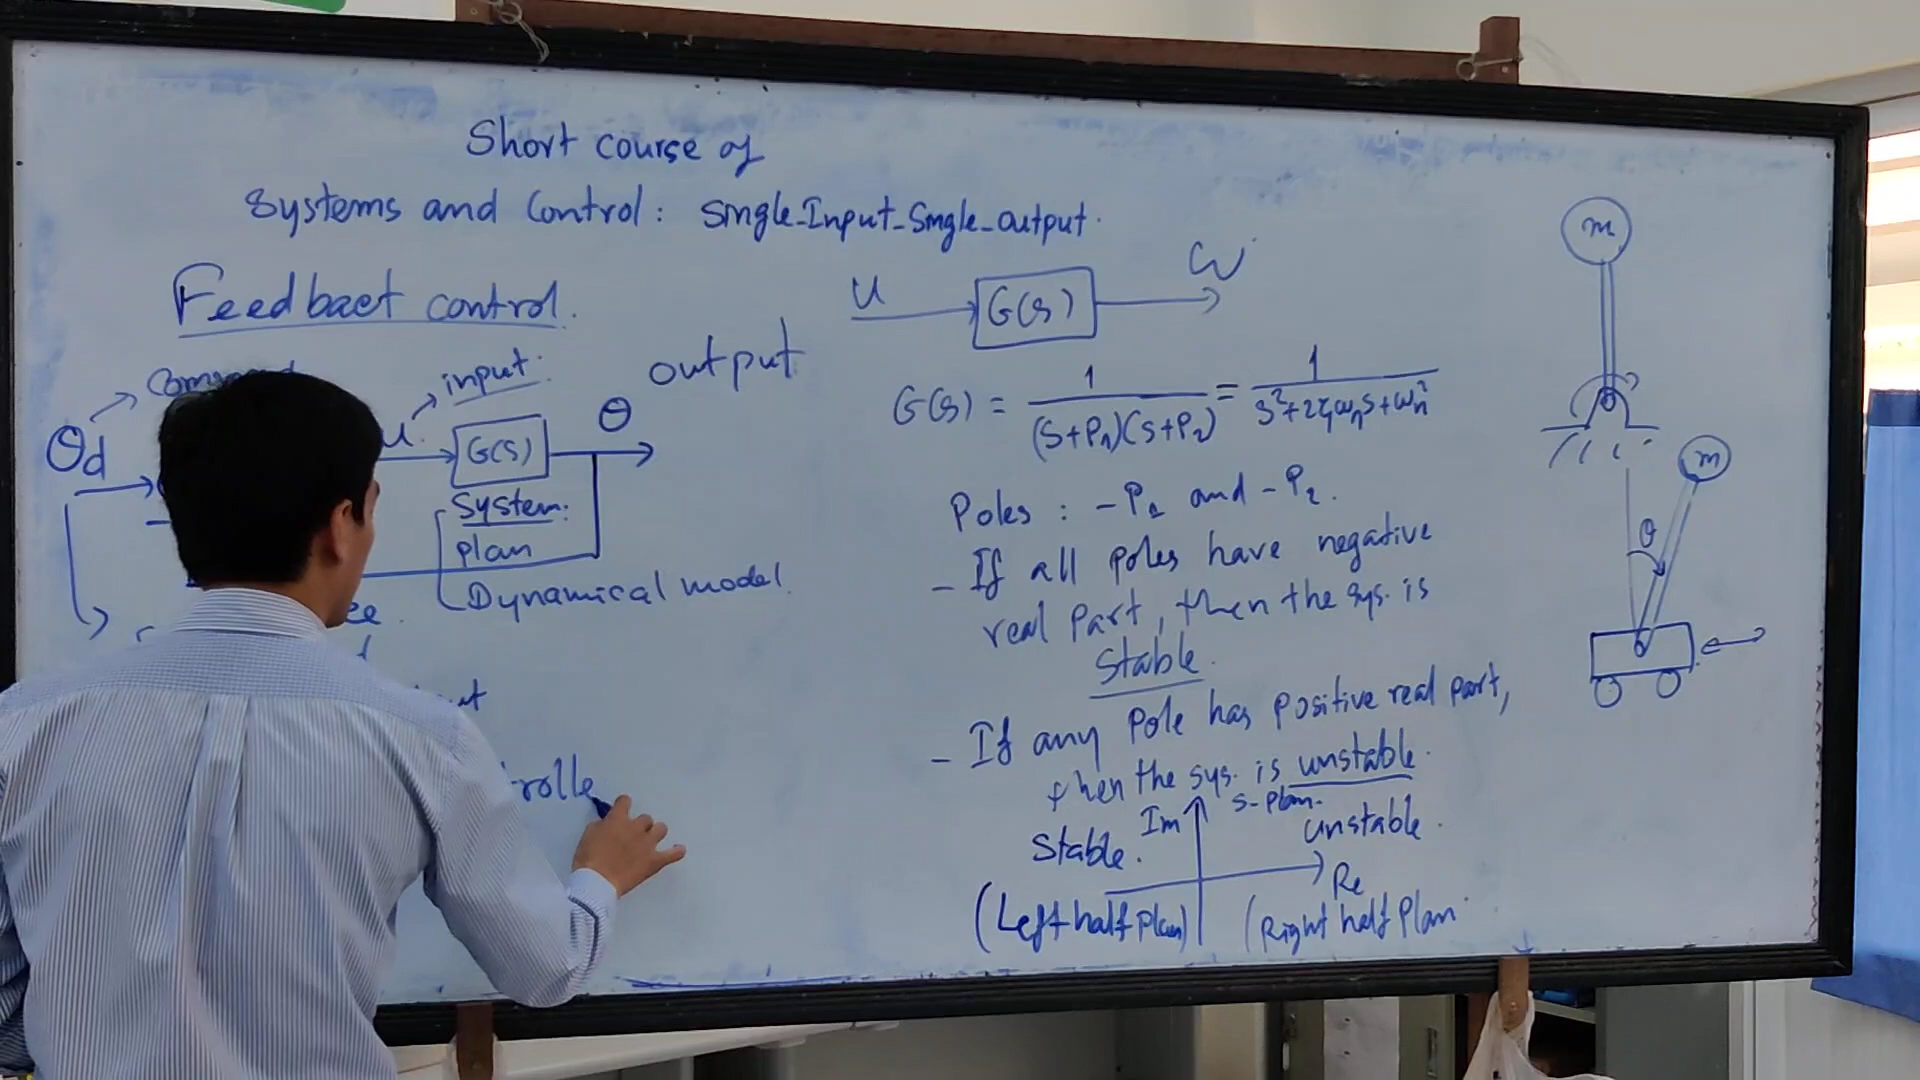 Short course of
Systems and Control: Single-Input-Single-output.
Feedback control.
Command
input.
output
θd
u
G(s)
θ
System:
plan
Dynamical model
U
G(s)
ω
G(s) = 1/((s+P1)(s+P2)) = 1/(s²+2ζωns+ωn²)
Poles : -P1 and -P2.
- If all poles have negative
real part, then the sys. is
stable.
- If any pole has positive real part,
then the sys. is unstable.
s-plan.
Im
Stable.
unstable.
Re
(Left half plan)
(Right half plan
m
m
θ